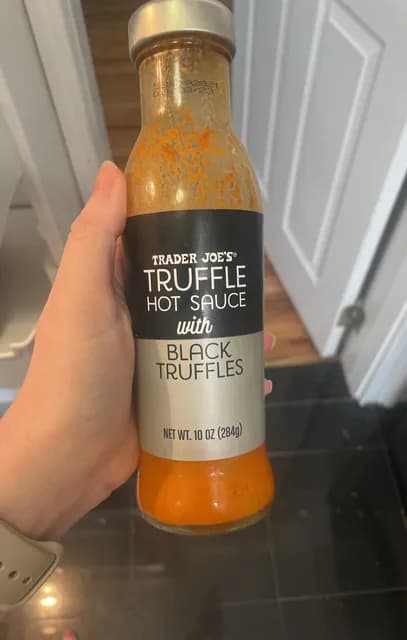 TRADER JOE'S®
TRUFFLE
HOT SAUCE
with
BLACK
TRUFFLES
NET WT. 10 OZ (284g)